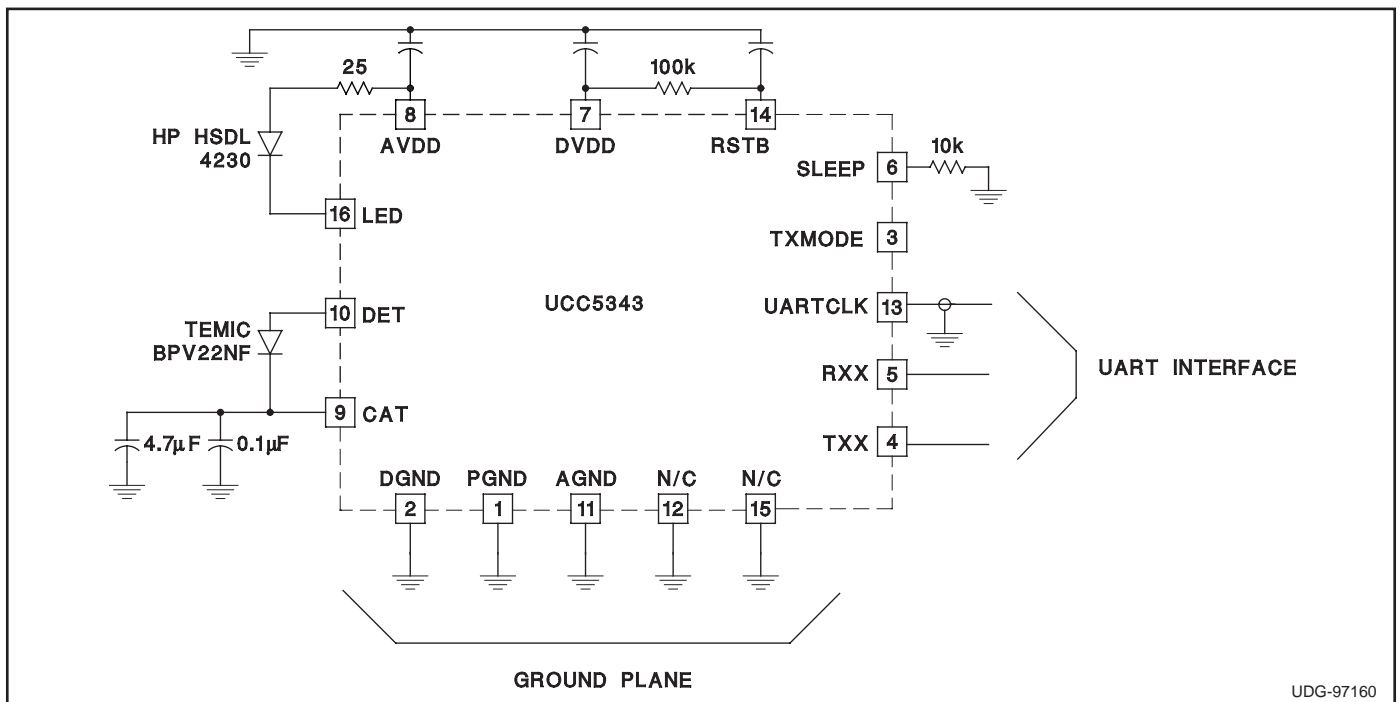 25
100k
8
7
14
AVDD
DVDD
RSTB
HP HSDL
4230
10k
SLEEP
6
16
LED
TXMODE
3
UCC5343
UARTCLK
13
10
DET
TEMIC
BPV22NF
RXX
5
UART INTERFACE
9
CAT
4.7μF
0.1μF
TXX
4
DGND
PGND
AGND
N/C
N/C
2
1
11
12
15
GROUND PLANE
UDG-97160